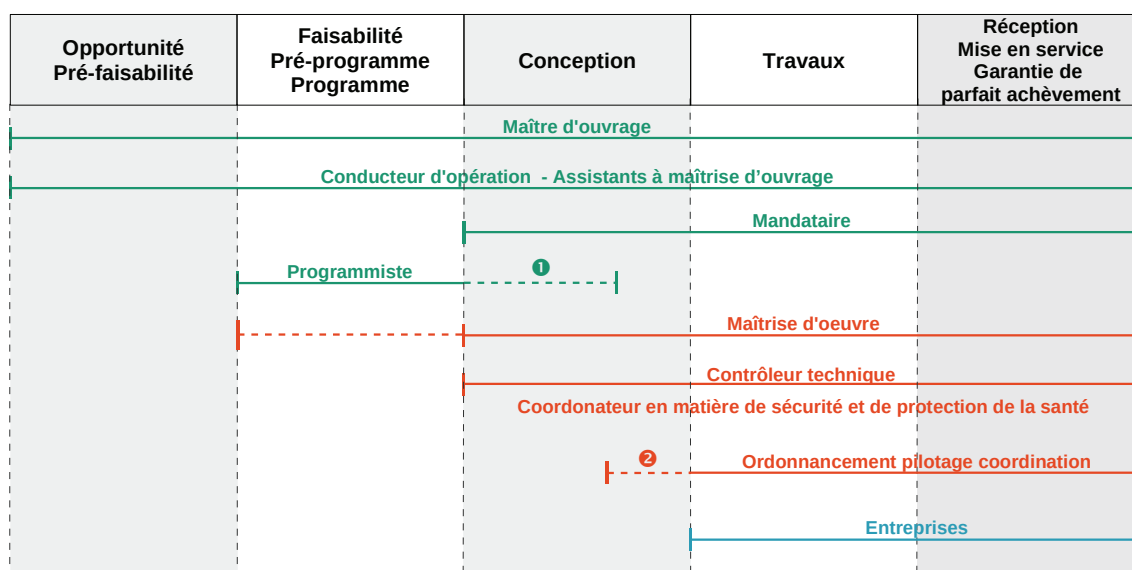 Opportunité
Pré-faisabilité
Faisabilité
Pré-programme
Programme
Conception
Travaux
Réception
Mise en service
Garantie de
parfait achèvement
Maître d'ouvrage
Conducteur d'opération - Assistants à maîtrise d’ouvrage
Mandataire
Programmiste ❶
Maîtrise d'oeuvre
Contrôleur technique
Coordonateur en matière de sécurité et de protection de la santé
❷ Ordonnancement pilotage coordination
Entreprises